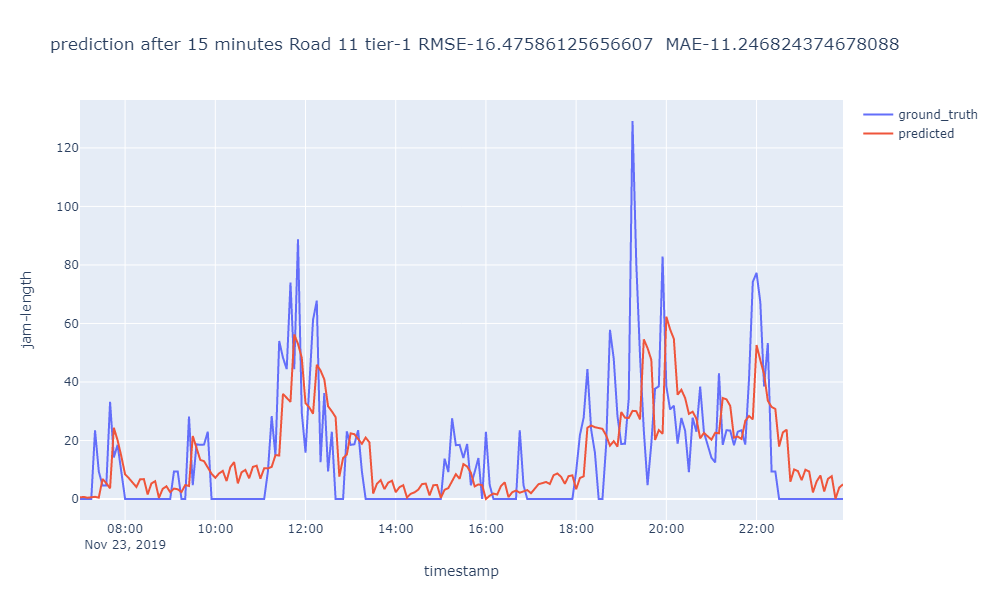 prediction after 15 minutes Road 11 tier-1 RMSE-16.47586125656607  MAE-11.246824374678088
ground_truth
predicted
120
100
80
60
40
20
0
jam-length
08:00 10:00 12:00 14:00 16:00 18:00 20:00 22:00
Nov 23, 2019
timestamp